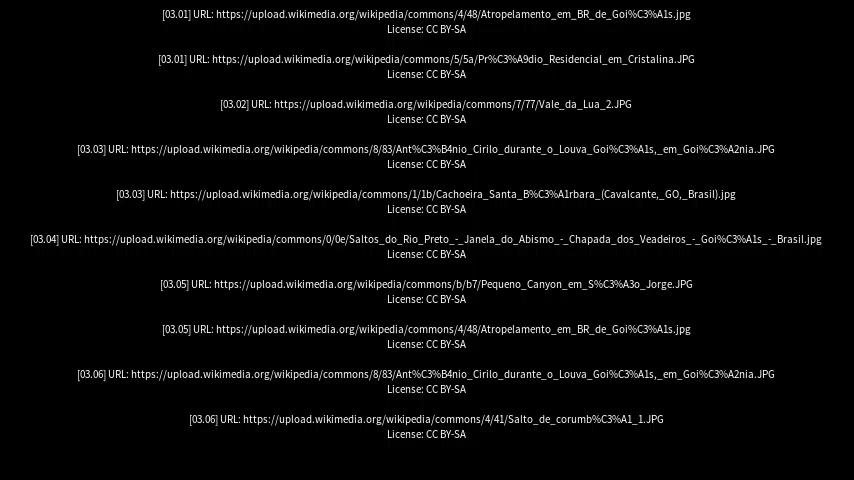 [03.01] URL: https://upload.wikimedia.org/wikipedia/commons/4/48/Atropelamento_em_BR_de_Goi%C3%A1s.jpg
License: CC BY-SA
[03.01] URL: https://upload.wikimedia.org/wikipedia/commons/5/5a/Pr%C3%A9dio_Residencial_em_Cristalina.JPG
License: CC BY-SA
[03.02] URL: https://upload.wikimedia.org/wikipedia/commons/7/77/Vale_da_Lua_2.JPG
License: CC BY-SA
[03.03] URL: https://upload.wikimedia.org/wikipedia/commons/8/83/Ant%C3%B4nio_Cirilo_durante_o_Louva_Goi%C3%A1s,_em_Goi%C3%A2nia.JPG
License: CC BY-SA
[03.03] URL: https://upload.wikimedia.org/wikipedia/commons/1/1b/Cachoeira_Santa_B%C3%A1rbara_(Cavalcante,_GO,_Brasil).jpg
License: CC BY-SA
[03.04] URL: https://upload.wikimedia.org/wikipedia/commons/0/0e/Saltos_do_Rio_Preto_-_Janela_do_Abismo_-_Chapada_dos_Veadeiros_-_Goi%C3%A1s_-_Brasil.jpg
License: CC BY-SA
[03.05] URL: https://upload.wikimedia.org/wikipedia/commons/b/b7/Pequeno_Canyon_em_S%C3%A3o_Jorge.JPG
License: CC BY-SA
[03.05] URL: https://upload.wikimedia.org/wikipedia/commons/4/48/Atropelamento_em_BR_de_Goi%C3%A1s.jpg
License: CC BY-SA
[03.06] URL: https://upload.wikimedia.org/wikipedia/commons/8/83/Ant%C3%B4nio_Cirilo_durante_o_Louva_Goi%C3%A1s,_em_Goi%C3%A2nia.JPG
License: CC BY-SA
[03.06] URL: https://upload.wikimedia.org/wikipedia/commons/4/41/Salto_de_corumb%C3%A1_1.JPG
License: CC BY-SA